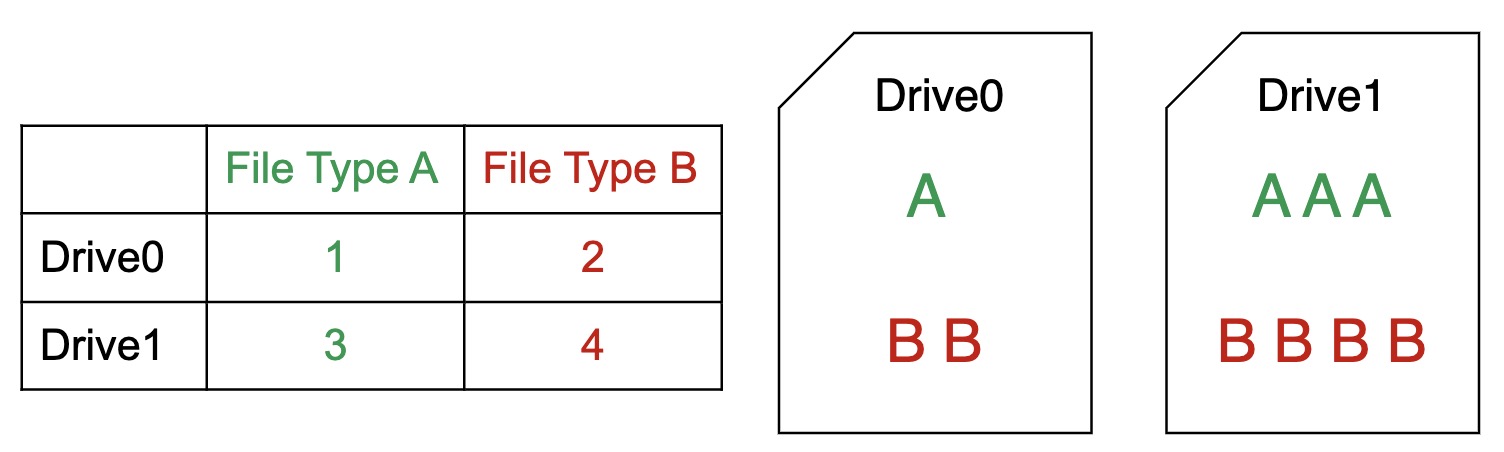 File Type A File Type B
Drive0 1 2
Drive1 3 4
Drive0
A
B B
Drive1
A A A
B B B B